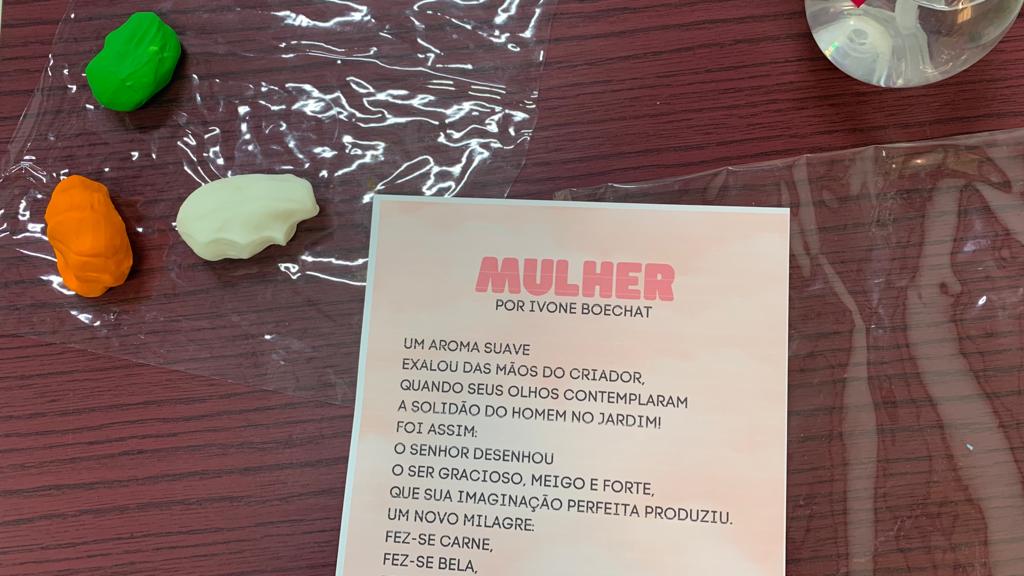 MULHER
POR IVONE BOECHAT
UM AROMA SUAVE
EXALOU DAS MÃOS DO CRIADOR,
QUANDO SEUS OLHOS CONTEMPLARAM
A SOLIDÃO DO HOMEM NO JARDIM!
FOI ASSIM:
O SENHOR DESENHOU
O SER GRACIOSO, MEIGO E FORTE,
QUE SUA IMAGINAÇÃO PERFEITA PRODUZIU.
UM NOVO MILAGRE:
FEZ-SE CARNE,
FEZ-SE BELA,